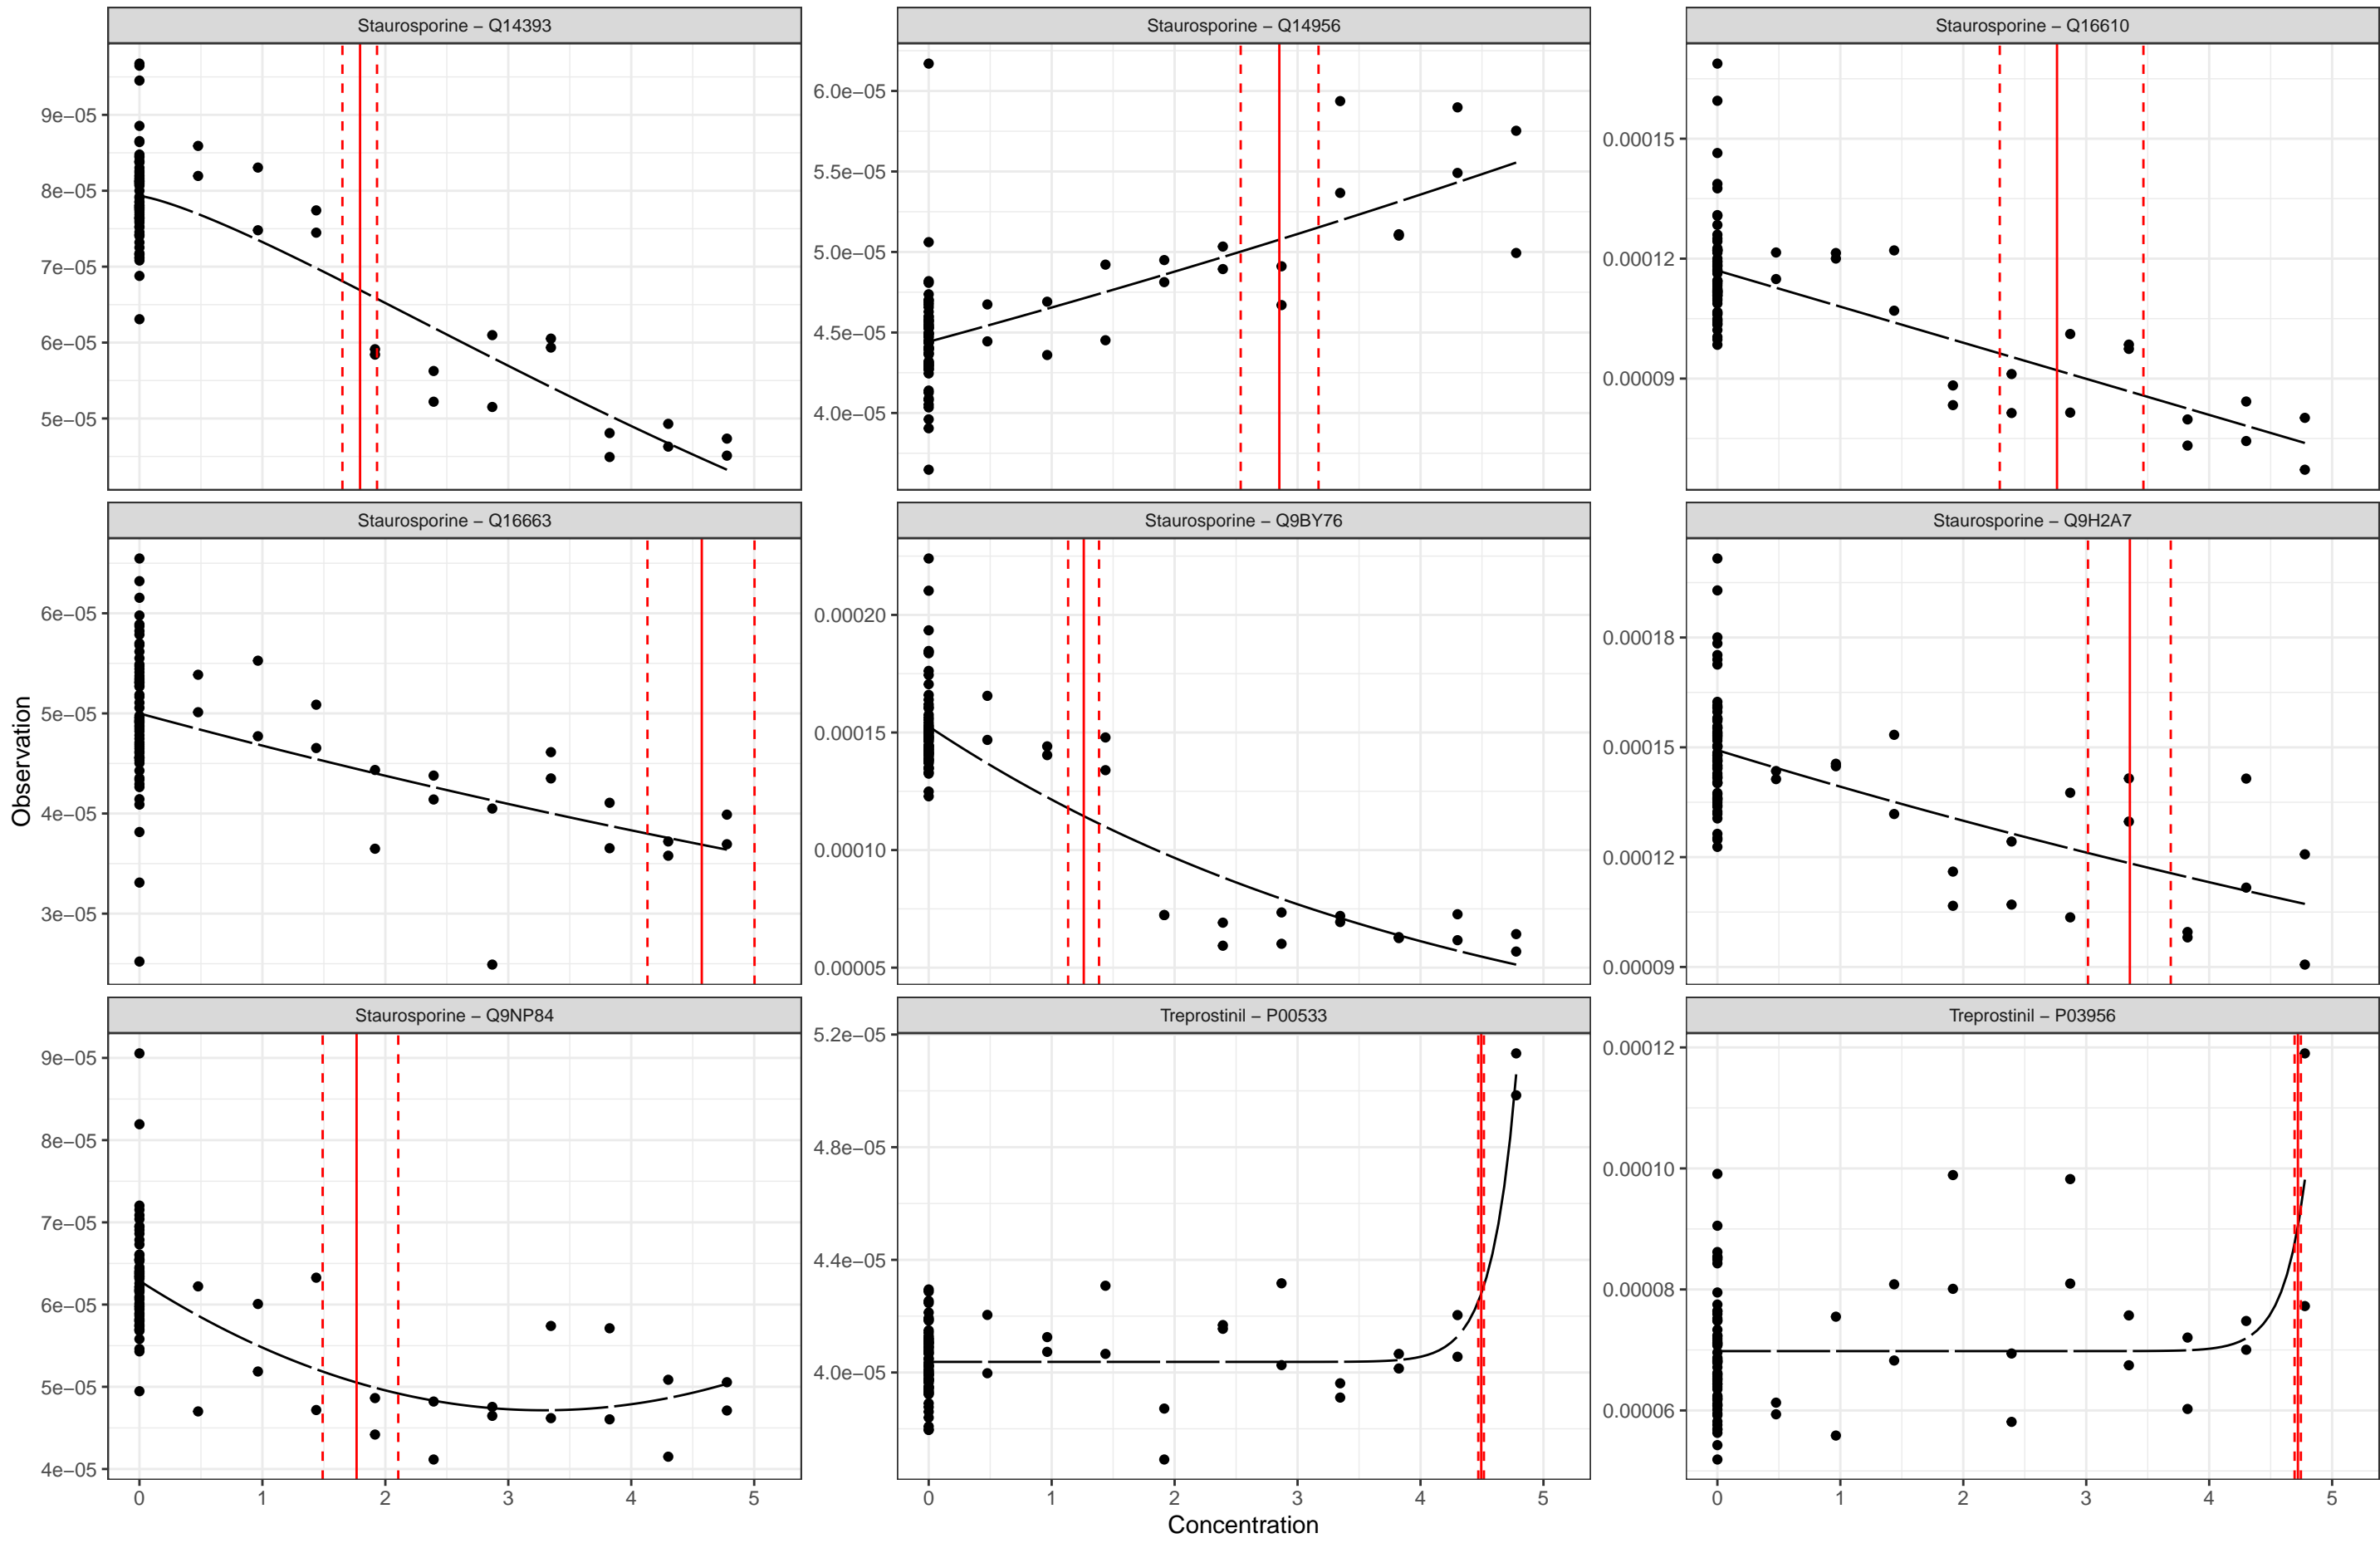 Staurosporine – Q14393
Staurosporine – Q14956
Staurosporine – Q16610
9e−05
8e−05
7e−05
6e−05
5e−05
6.0e−05
5.5e−05
5.0e−05
4.5e−05
4.0e−05
0.00015
0.00012
0.00009
Staurosporine – Q16663
Staurosporine – Q9BY76
Staurosporine – Q9H2A7
6e−05
5e−05
4e−05
3e−05
0.00020
0.00015
0.00010
0.00005
0.00018
0.00015
0.00012
0.00009
Observation
Staurosporine – Q9NP84
Treprostinil – P00533
Treprostinil – P03956
9e−05
8e−05
7e−05
6e−05
5e−05
4e−05
5.2e−05
4.8e−05
4.4e−05
4.0e−05
0.00012
0.00010
0.00008
0.00006
0 1 2 3 4 5
0 1 2 3 4 5
0 1 2 3 4 5
Concentration